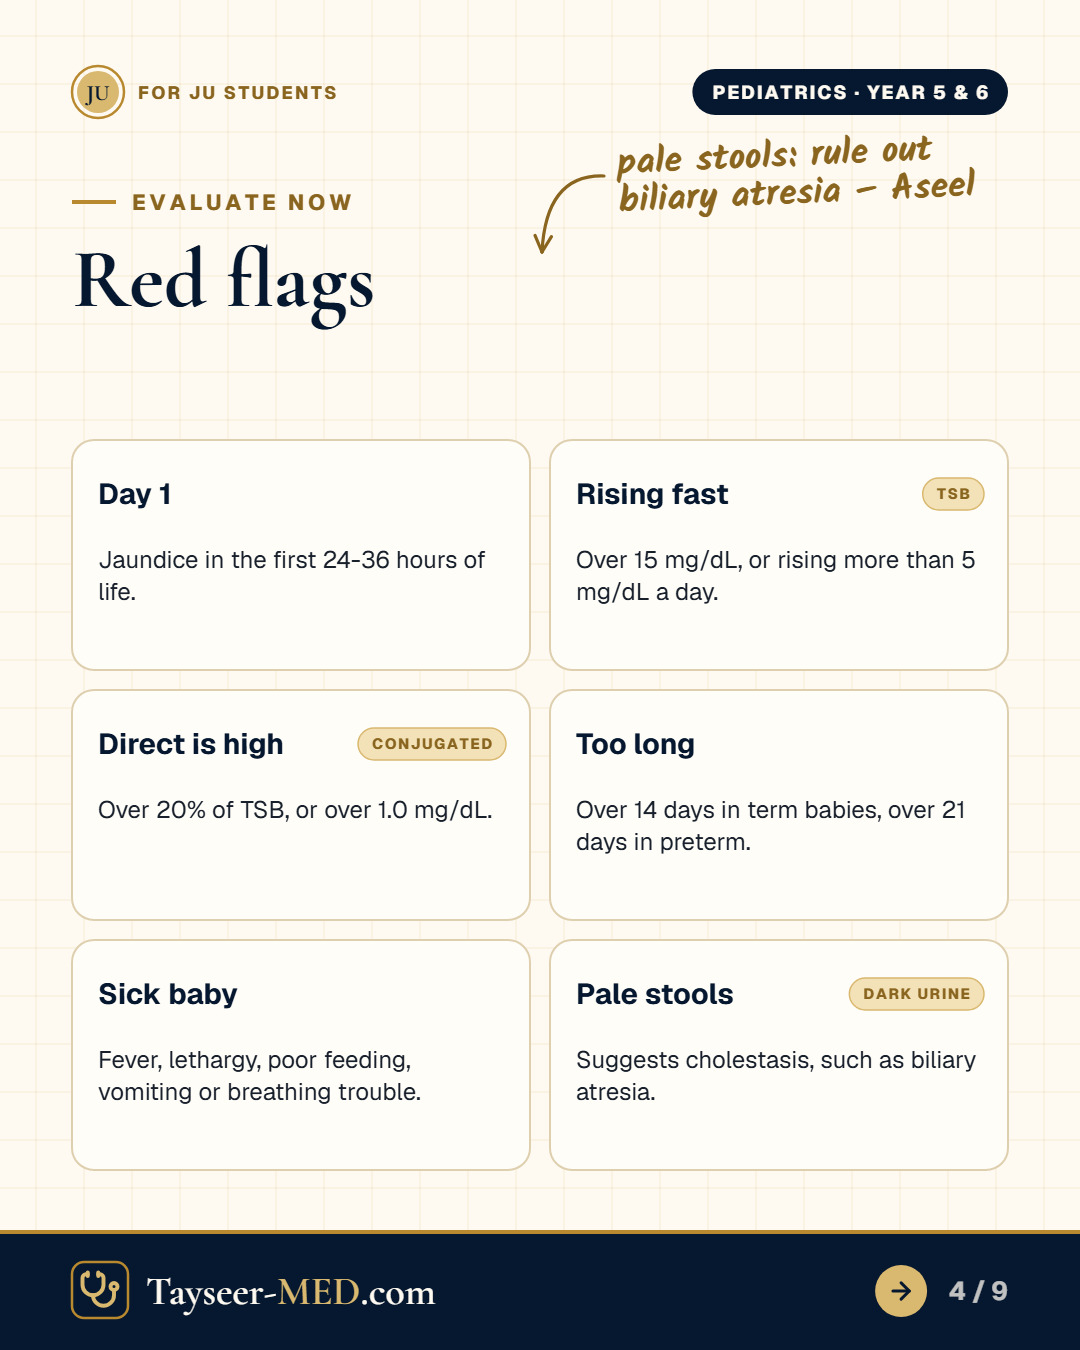 JU
FOR JU STUDENTS
PEDIATRICS · YEAR 5 & 6
pale stools: rule out
biliary atresia – Aseel
EVALUATE NOW
Red flags
Day 1
Jaundice in the first 24-36 hours of
life.
Rising fast
TSB
Over 15 mg/dL, or rising more than 5
mg/dL a day.
Direct is high
CONJUGATED
Over 20% of TSB, or over 1.0 mg/dL.
Too long
Over 14 days in term babies, over 21
days in preterm.
Sick baby
Fever, lethargy, poor feeding,
vomiting or breathing trouble.
Pale stools
DARK URINE
Suggests cholestasis, such as biliary
atresia.
Tayseer-MED.com
4 / 9